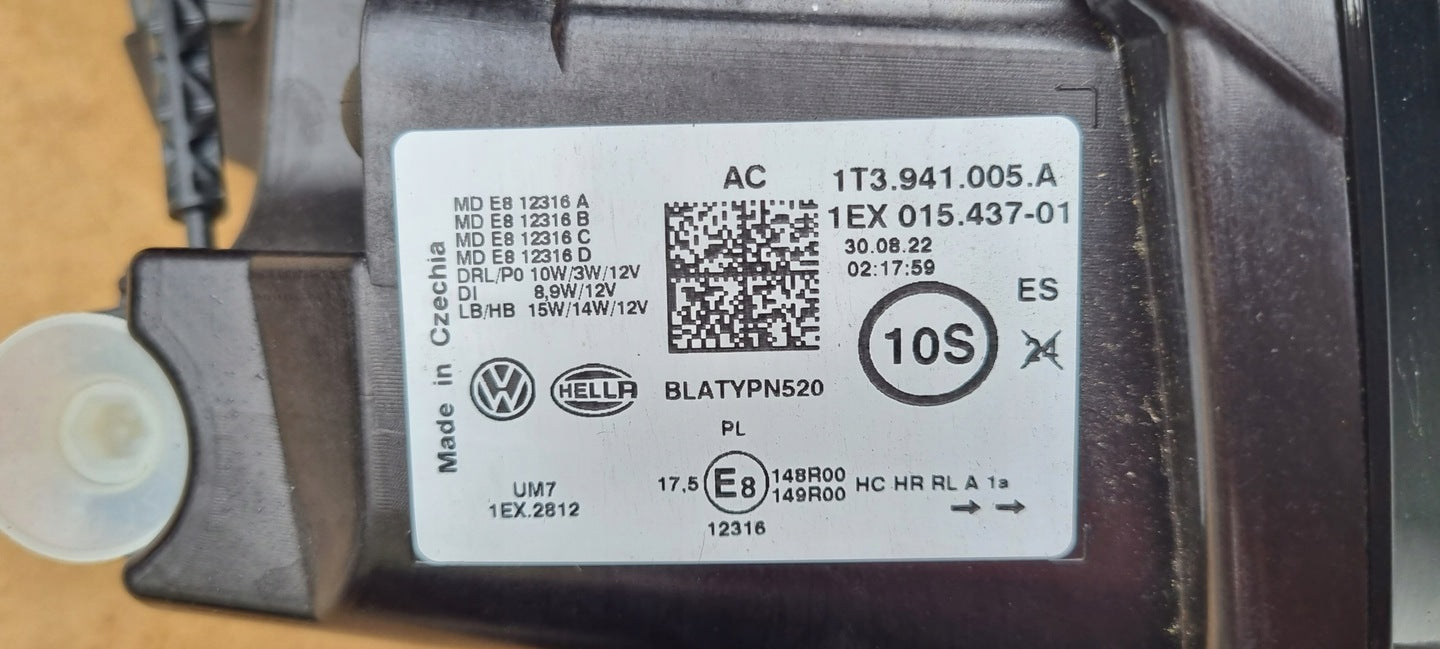 AC
1T3.941.005.A
1EX 015.437-01
30.08.22
02:17:59
MD E8 12316 A
MD E8 12316 B
MD E8 12316 C
MD E8 12316 D
DRL/P0 10W/3W/12V
DI 8,9W/12V
LB/HB 15W/14W/12V
Made in Czechia
ES
10S
24
VW
HELLA
BLATYPN520
PL
UM7
1EX.2812
17,5 E8 148R00 HC HR RL A 1a
149R00
12316